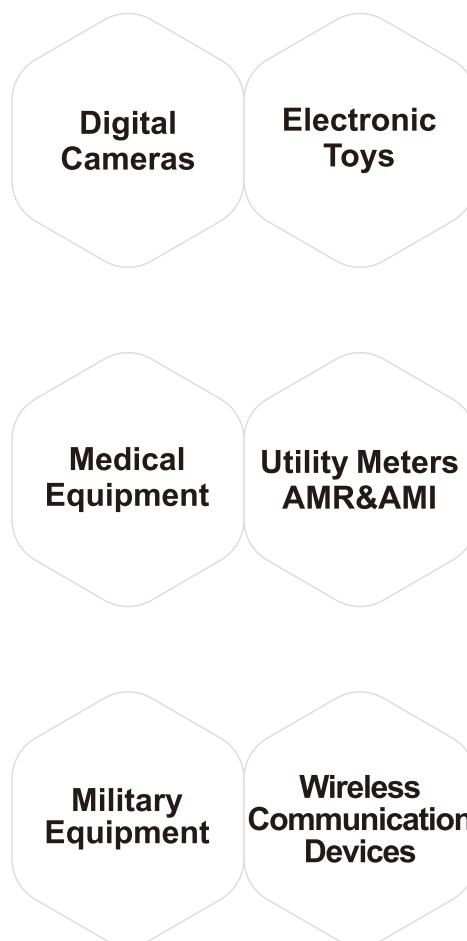 Digital
Cameras
Electronic
Toys
Medical
Equipment
Utility Meters
AMR&AMI
Military
Equipment
Wireless
Communication
Devices